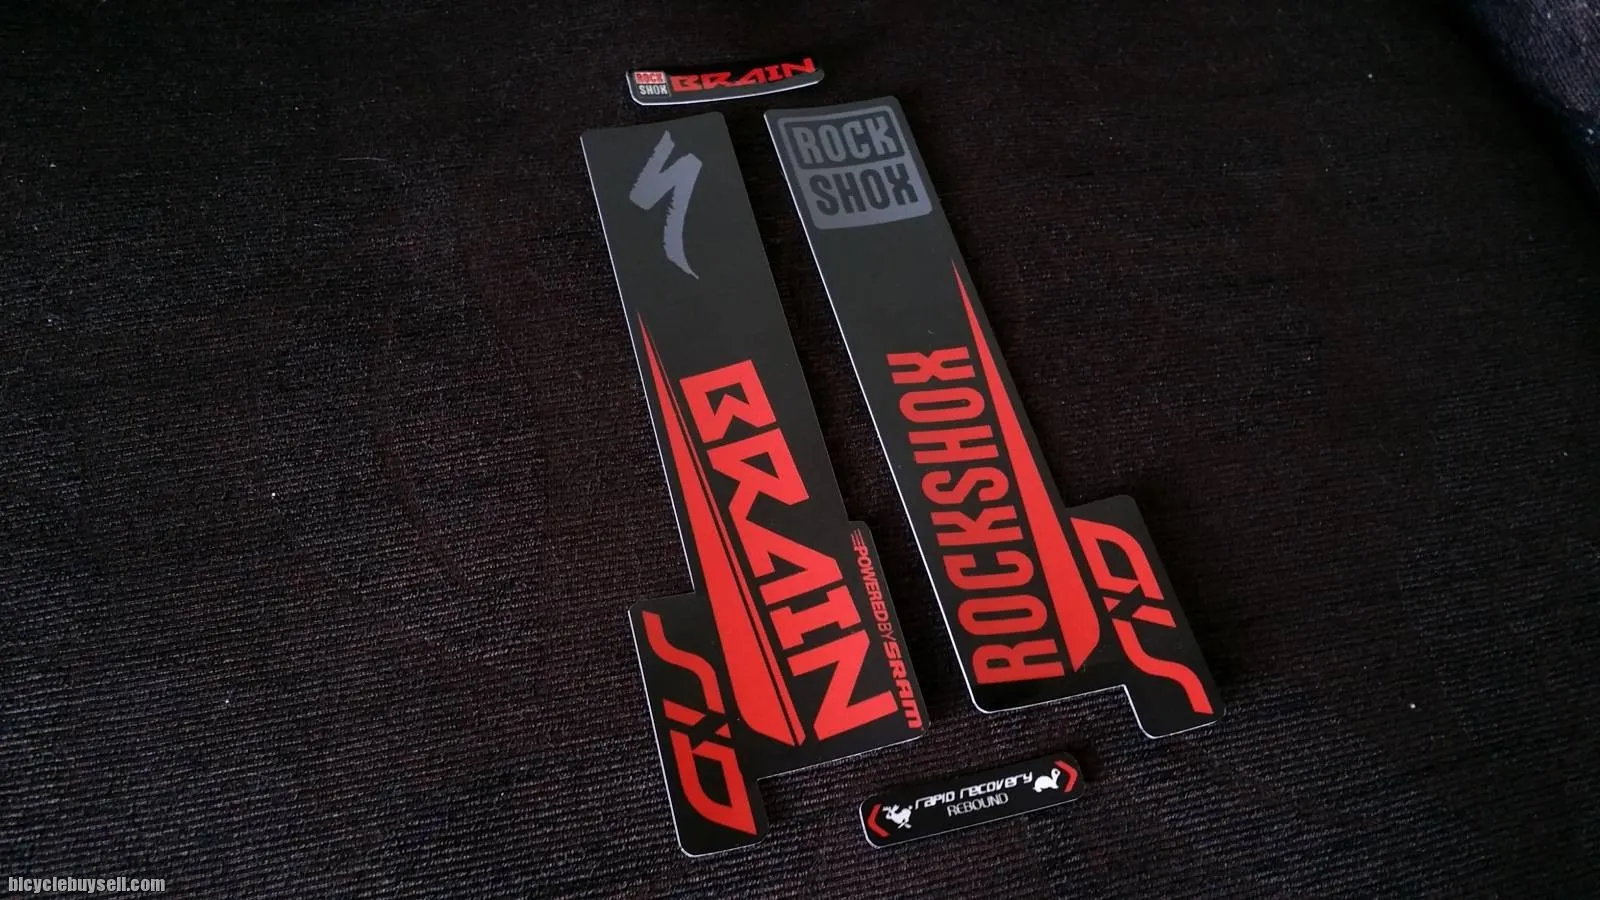 ROCK
SHOX
BRAIN
BRAIN
POWERED BY SRAM
SID
ROCK
SHOX
ROCKSHOX
SID
rapid recovery
REBOUND
bicyclebuysell.com